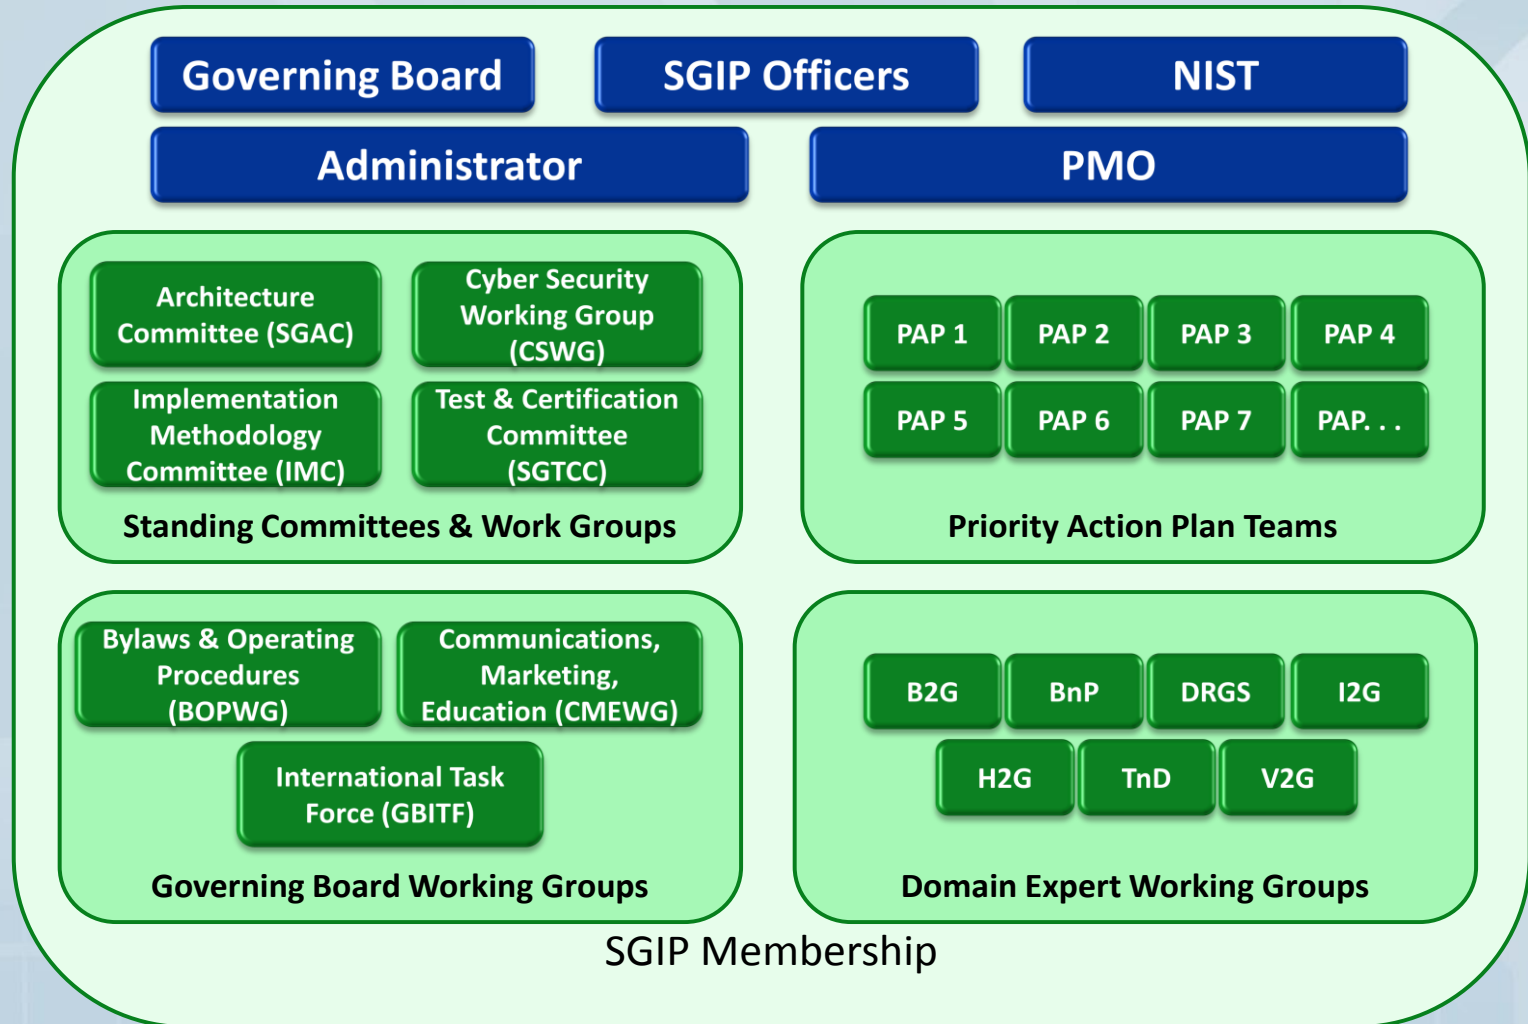 Governing Board
SGIP Officers
NIST
Administrator
PMO
Architecture
Committee (SGAC)
Cyber Security
Working Group
(CSWG)
Implementation
Methodology
Committee (IMC)
Test & Certification
Committee
(SGTCC)
Standing Committees & Work Groups
PAP 1
PAP 2
PAP 3
PAP 4
PAP 5
PAP 6
PAP 7
PAP. . .
Priority Action Plan Teams
Bylaws & Operating
Procedures
(BOPWG)
Communications,
Marketing,
Education (CMEWG)
International Task
Force (GBITF)
Governing Board Working Groups
B2G
BnP
DRGS
I2G
H2G
TnD
V2G
Domain Expert Working Groups
SGIP Membership